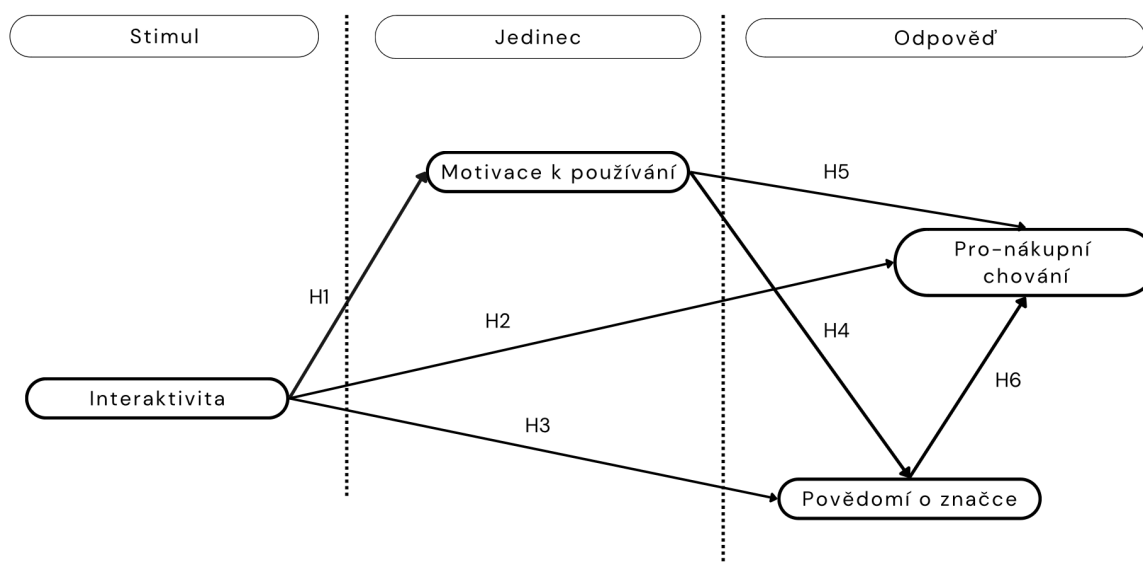 Stimul
Jedinec
Odpověď
Motivace k používání
H5
Pro-nákupní
chování
H1
H2
H4
H6
Interaktivita
H3
Povědomí o značce